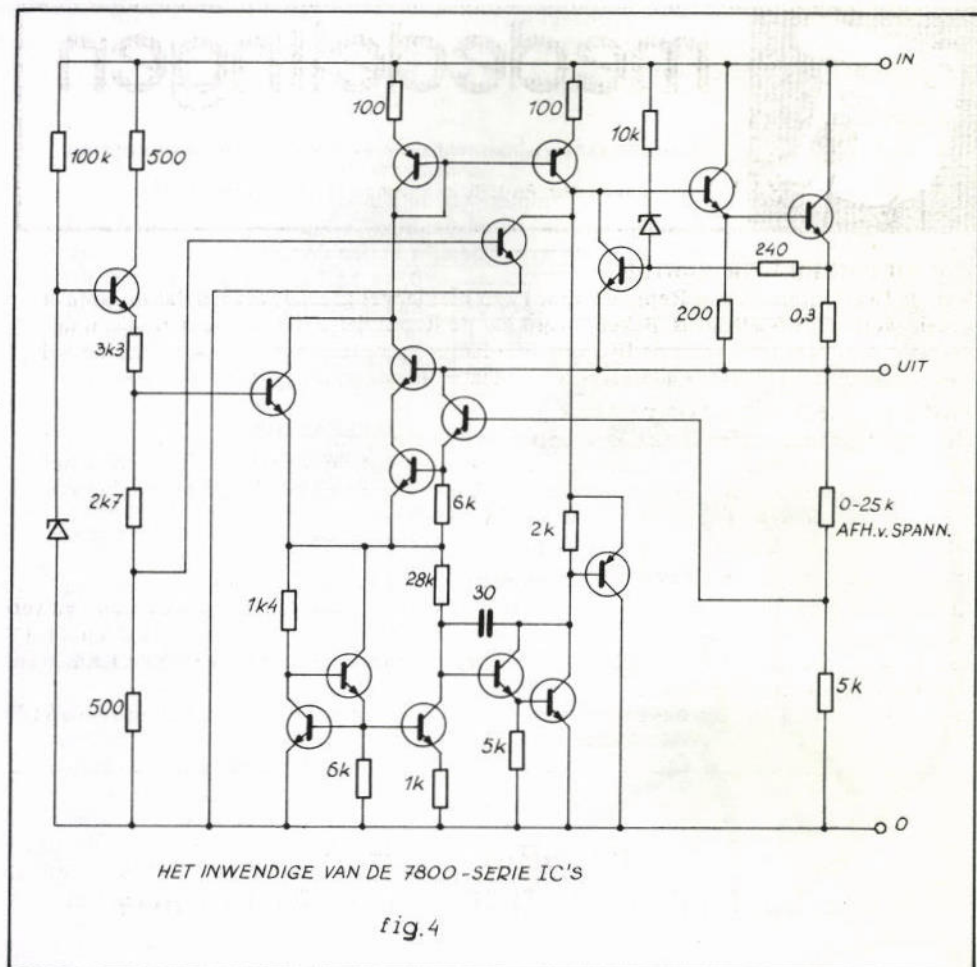 IN
100
100
10k
100k
500
240
200
0,3
3k3
UIT
2k7
6k
2k
0-25k
AFH.v.SPANN.
28k
30
1k4
500
5k
5k
6k
1k
0
HET INWENDIGE VAN DE 7800-SERIE IC'S
fig.4